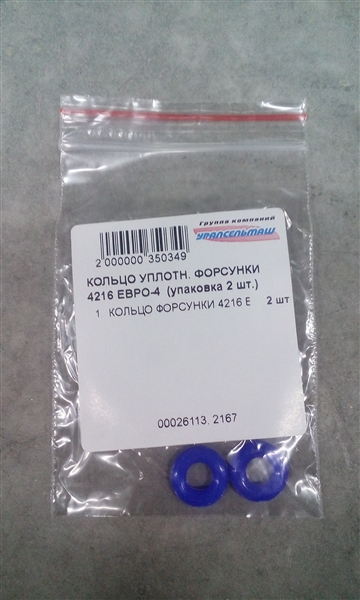 Группа компаний
УРАЛСЕЛЬМАШ
2 000000 350349
КОЛЬЦО УПЛОТН. ФОРСУНКИ
4216 ЕВРО-4 (упаковка 2 шт.)
1 КОЛЬЦО ФОРСУНКИ 4216 Е 2 шт
00026113. 2167